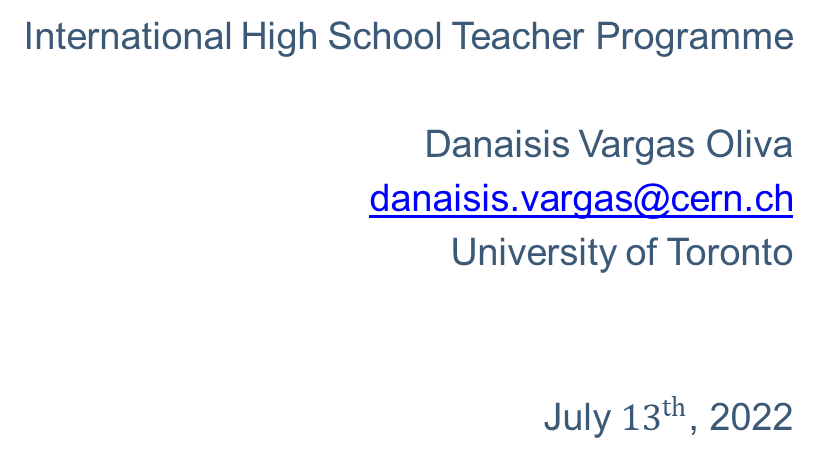 International High School Teacher Programme
Danaisis Vargas Oliva
danaisis.vargas@cern.ch
University of Toronto
July 13th, 2022